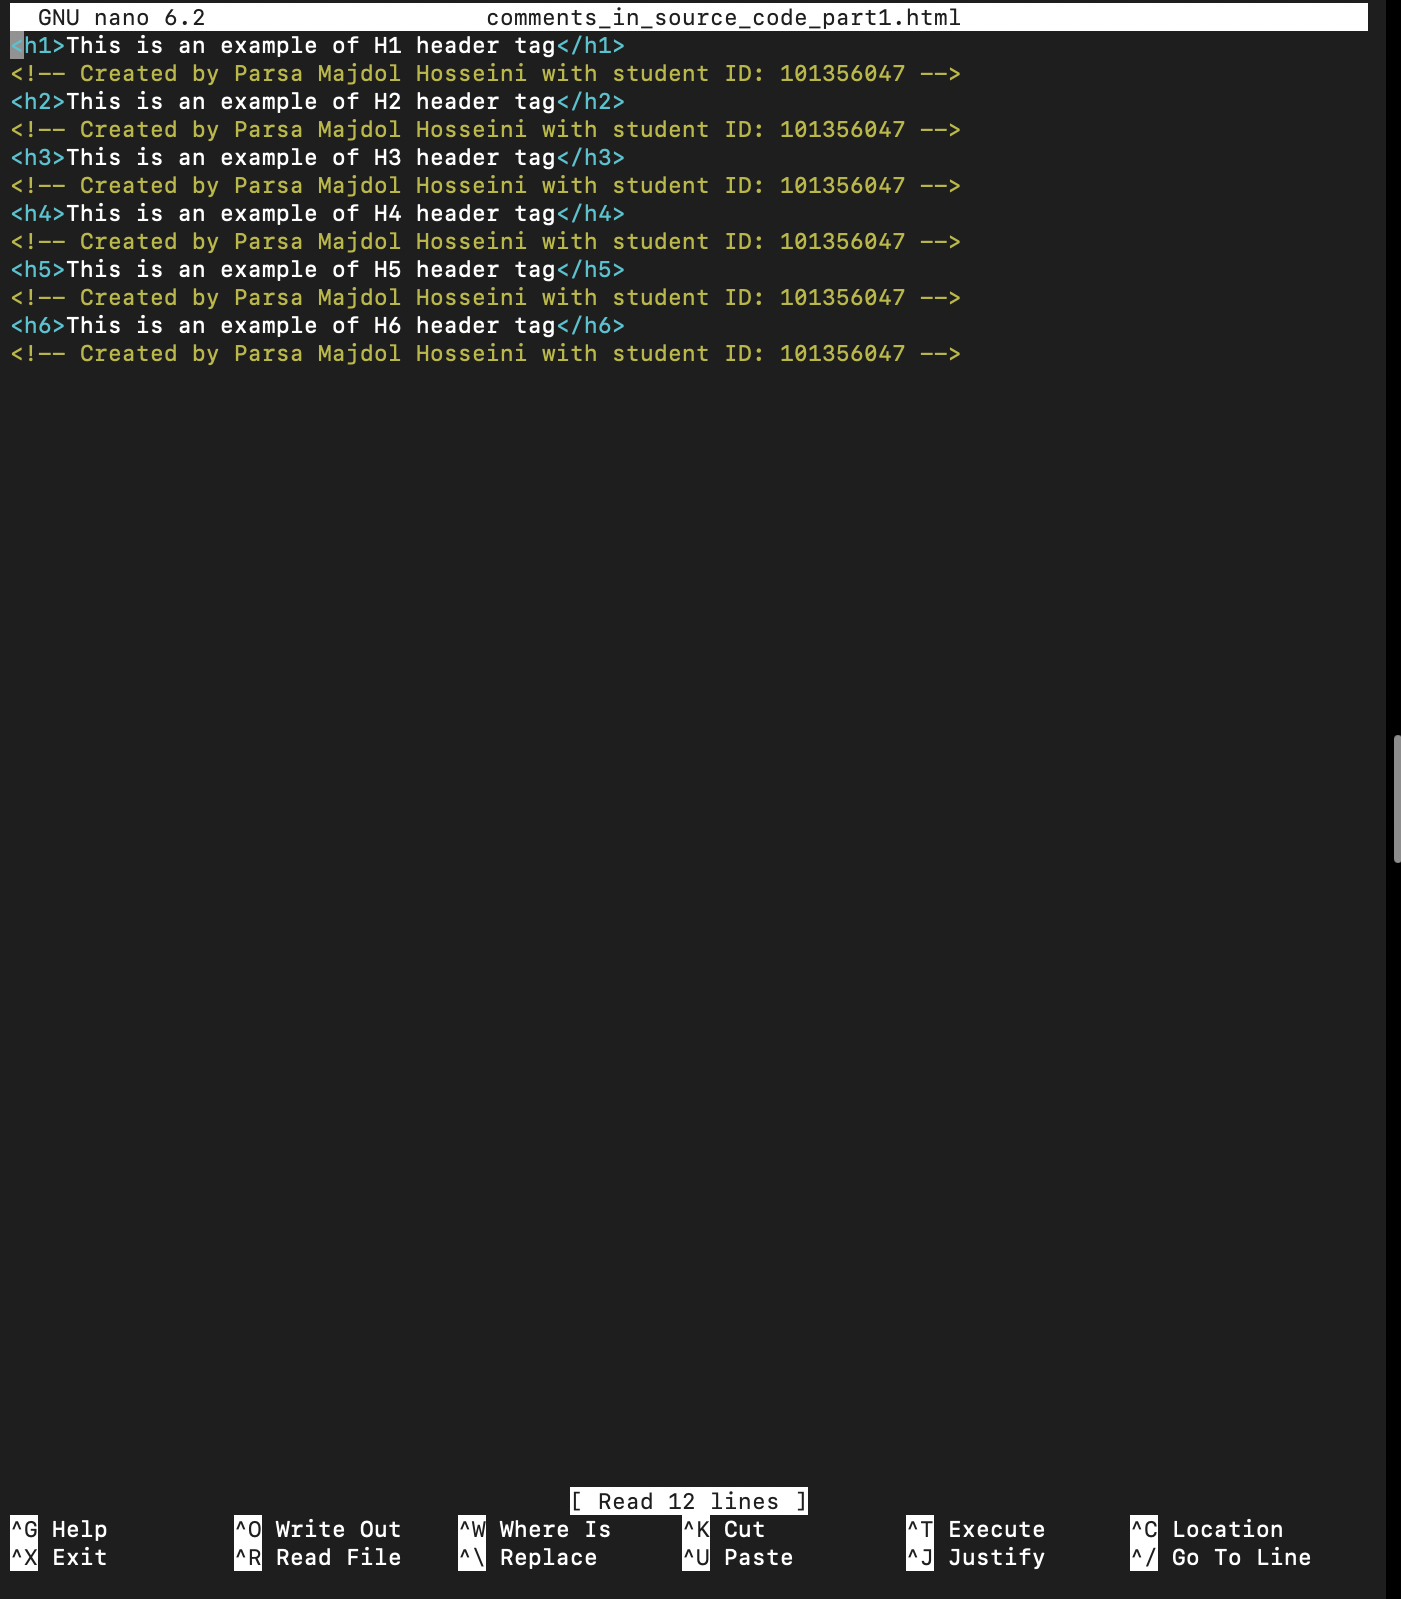 GNU nano 6.2 comments_in_source_code_part1.html
<h1>This is an example of H1 header tag</h1>
<!-- Created by Parsa Majdol Hosseini with student ID: 101356047 -->
<h2>This is an example of H2 header tag</h2>
<!-- Created by Parsa Majdol Hosseini with student ID: 101356047 -->
<h3>This is an example of H3 header tag</h3>
<!-- Created by Parsa Majdol Hosseini with student ID: 101356047 -->
<h4>This is an example of H4 header tag</h4>
<!-- Created by Parsa Majdol Hosseini with student ID: 101356047 -->
<h5>This is an example of H5 header tag</h5>
<!-- Created by Parsa Majdol Hosseini with student ID: 101356047 -->
<h6>This is an example of H6 header tag</h6>
<!-- Created by Parsa Majdol Hosseini with student ID: 101356047 -->
[ Read 12 lines ]
^G Help ^O Write Out ^W Where Is ^K Cut ^T Execute ^C Location
^X Exit ^R Read File ^\ Replace ^U Paste ^J Justify ^/ Go To Line